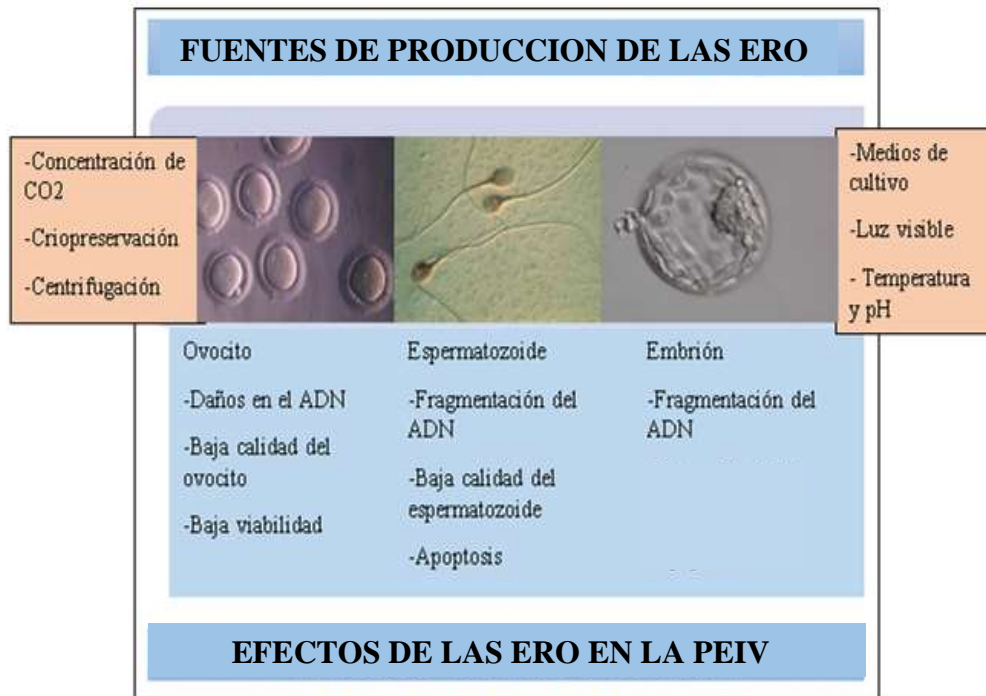 FUENTES DE PRODUCCION DE LAS ERO
-Concentración de
CO2
-Criopreservación
-Centrifugación
-Medios de
cultivo
-Luz visible
- Temperatura
y pH
Ovocito
-Daños en el ADN
-Baja calidad del
ovocito
-Baja viabilidad
Espermatozoide
-Fragmentación del
ADN
-Baja calidad del
espermatozoide
-Apoptosis
Embrión
-Fragmentación del
ADN
EFECTOS DE LAS ERO EN LA PEIV